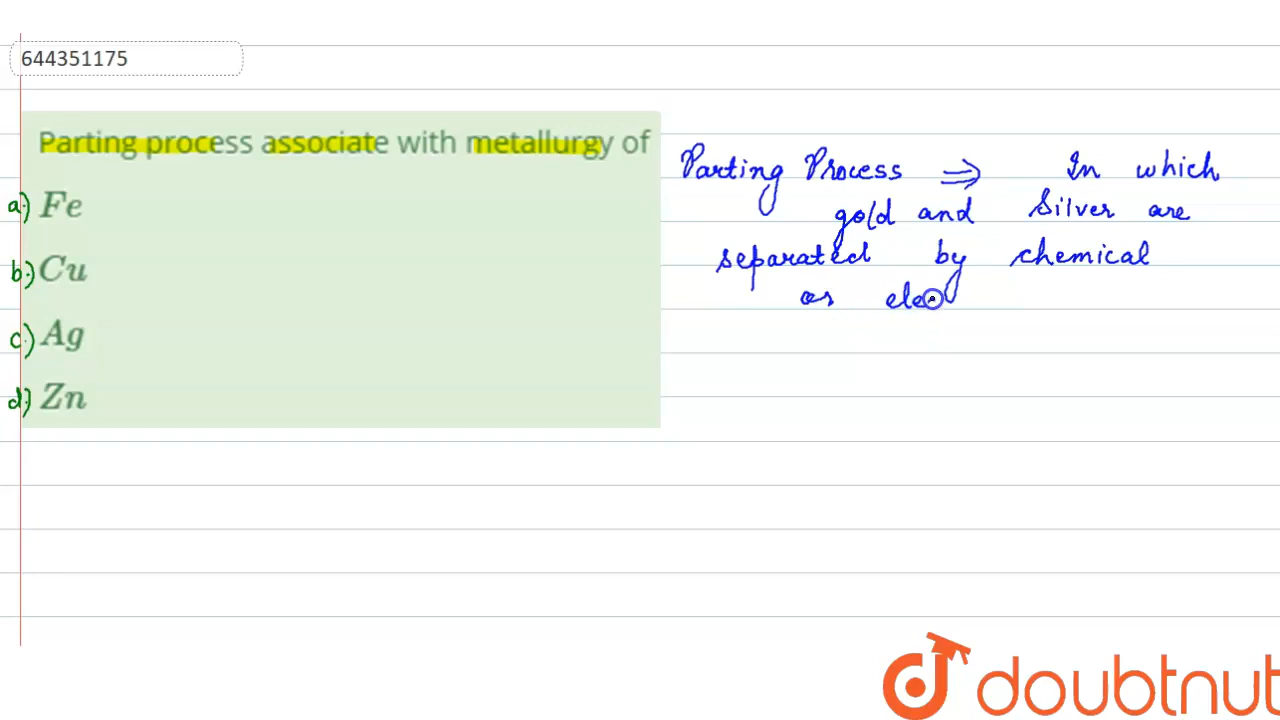 644351175
Parting process associate with metallurgy of
a) Fe
b) Cu
c) Ag
d) Zn
Parting Process ⇒ In which
gold and Silver are
separated by chemical
or ele
doubtnut